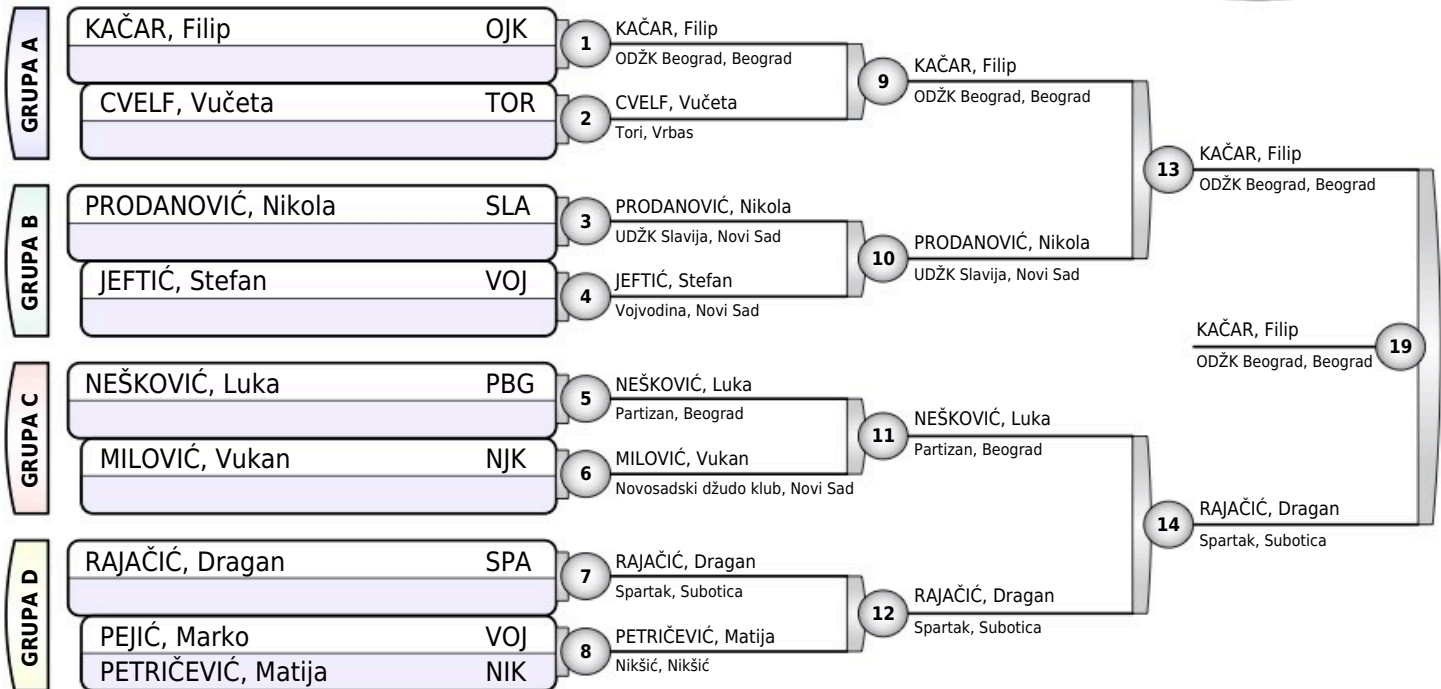 GRUPA A
KAČAR, Filip OJK
CVELF, Vučeta TOR
GRUPA B
PRODANOVIĆ, Nikola SLA
JEFTIĆ, Stefan VOJ
GRUPA C
NEŠKOVIĆ, Luka PBG
MILOVIĆ, Vukan NJK
GRUPA D
RAJAČIĆ, Dragan SPA
PEJIĆ, Marko VOJ
PETRIČEVIĆ, Matija NIK
1
KAČAR, Filip
ODŽK Beograd, Beograd
2
CVELF, Vučeta
Tori, Vrbas
3
PRODANOVIĆ, Nikola
UDŽK Slavija, Novi Sad
4
JEFTIĆ, Stefan
Vojvodina, Novi Sad
5
NEŠKOVIĆ, Luka
Partizan, Beograd
6
MILOVIĆ, Vukan
Novosadski džudo klub, Novi Sad
7
RAJAČIĆ, Dragan
Spartak, Subotica
8
PETRIČEVIĆ, Matija
Nikšić, Nikšić
9
KAČAR, Filip
ODŽK Beograd, Beograd
10
PRODANOVIĆ, Nikola
UDŽK Slavija, Novi Sad
11
NEŠKOVIĆ, Luka
Partizan, Beograd
12
RAJAČIĆ, Dragan
Spartak, Subotica
13
KAČAR, Filip
ODŽK Beograd, Beograd
14
RAJAČIĆ, Dragan
Spartak, Subotica
KAČAR, Filip
ODŽK Beograd, Beograd
19